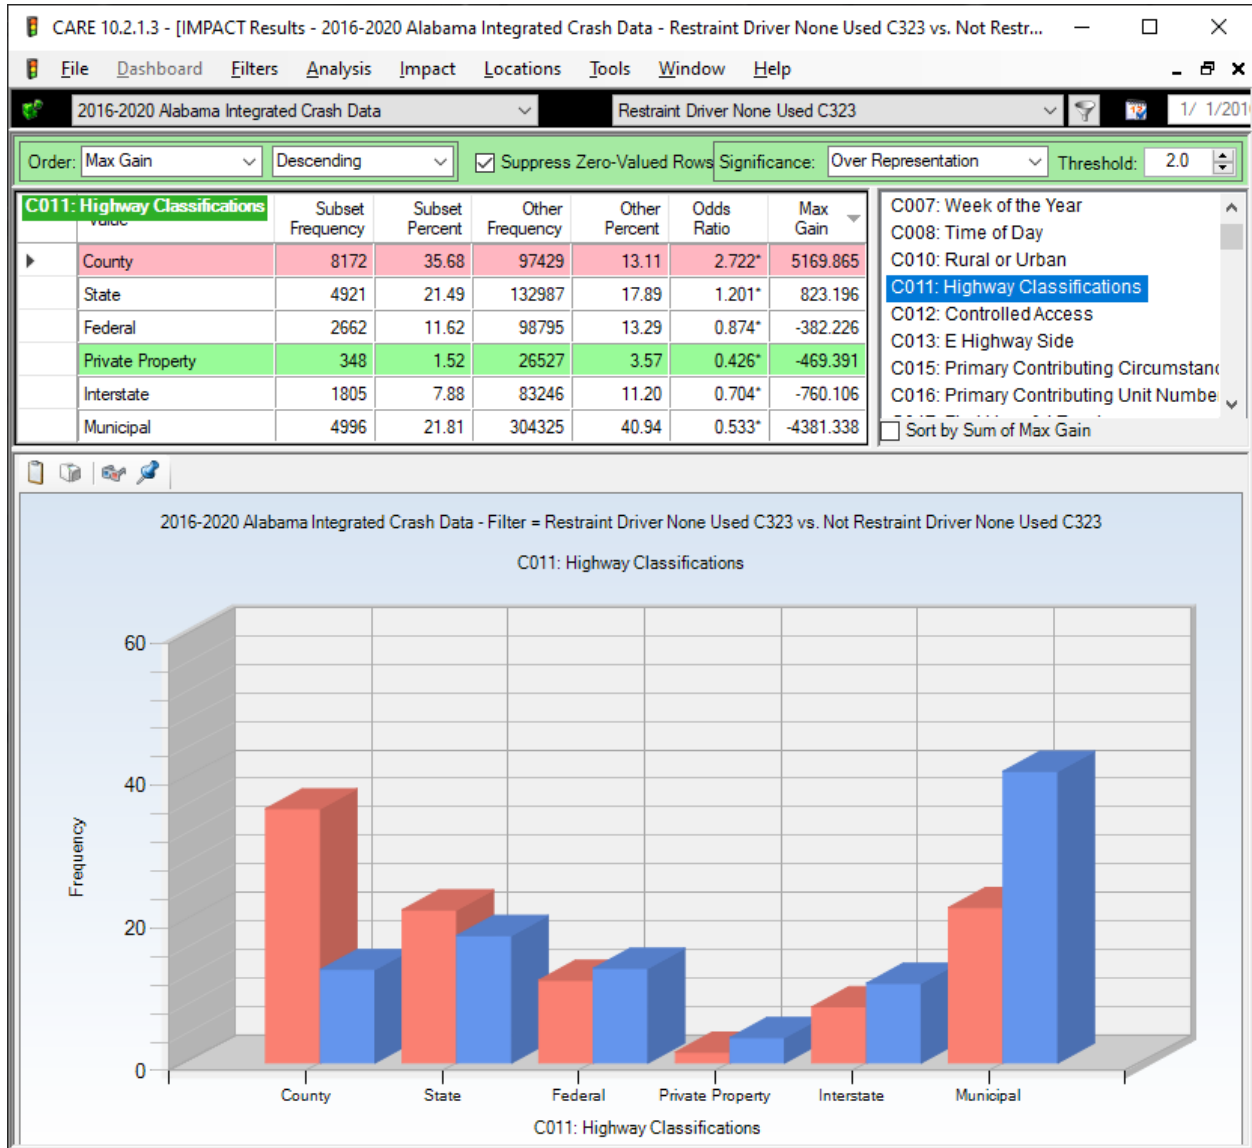 CARE 10.2.1.3 - [IMPACT Results - 2016-2020 Alabama Integrated Crash Data - Restraint Driver None Used C323 vs. Not Restr...
File Dashboard Filters Analysis Impact Locations Tools Window Help
2016-2020 Alabama Integrated Crash Data Restraint Driver None Used C323 1/ 1/201
Order: Max Gain Descending Suppress Zero-Valued Rows Significance: Over Representation Threshold: 2.0
C011: Highway Classifications
Value Subset Frequency Subset Percent Other Frequency Other Percent Odds Ratio Max Gain
County 8172 35.68 97429 13.11 2.722* 5169.865
State 4921 21.49 132987 17.89 1.201* 823.196
Federal 2662 11.62 98795 13.29 0.874* -382.226
Private Property 348 1.52 26527 3.57 0.426* -469.391
Interstate 1805 7.88 83246 11.20 0.704* -760.106
Municipal 4996 21.81 304325 40.94 0.533* -4381.338
C007: Week of the Year
C008: Time of Day
C010: Rural or Urban
C011: Highway Classifications
C012: Controlled Access
C013: E Highway Side
C015: Primary Contributing Circumstanc
C016: Primary Contributing Unit Number
Sort by Sum of Max Gain
2016-2020 Alabama Integrated Crash Data - Filter = Restraint Driver None Used C323 vs. Not Restraint Driver None Used C323
C011: Highway Classifications
Frequency
60
40
20
0
County State Federal Private Property Interstate Municipal
C011: Highway Classifications